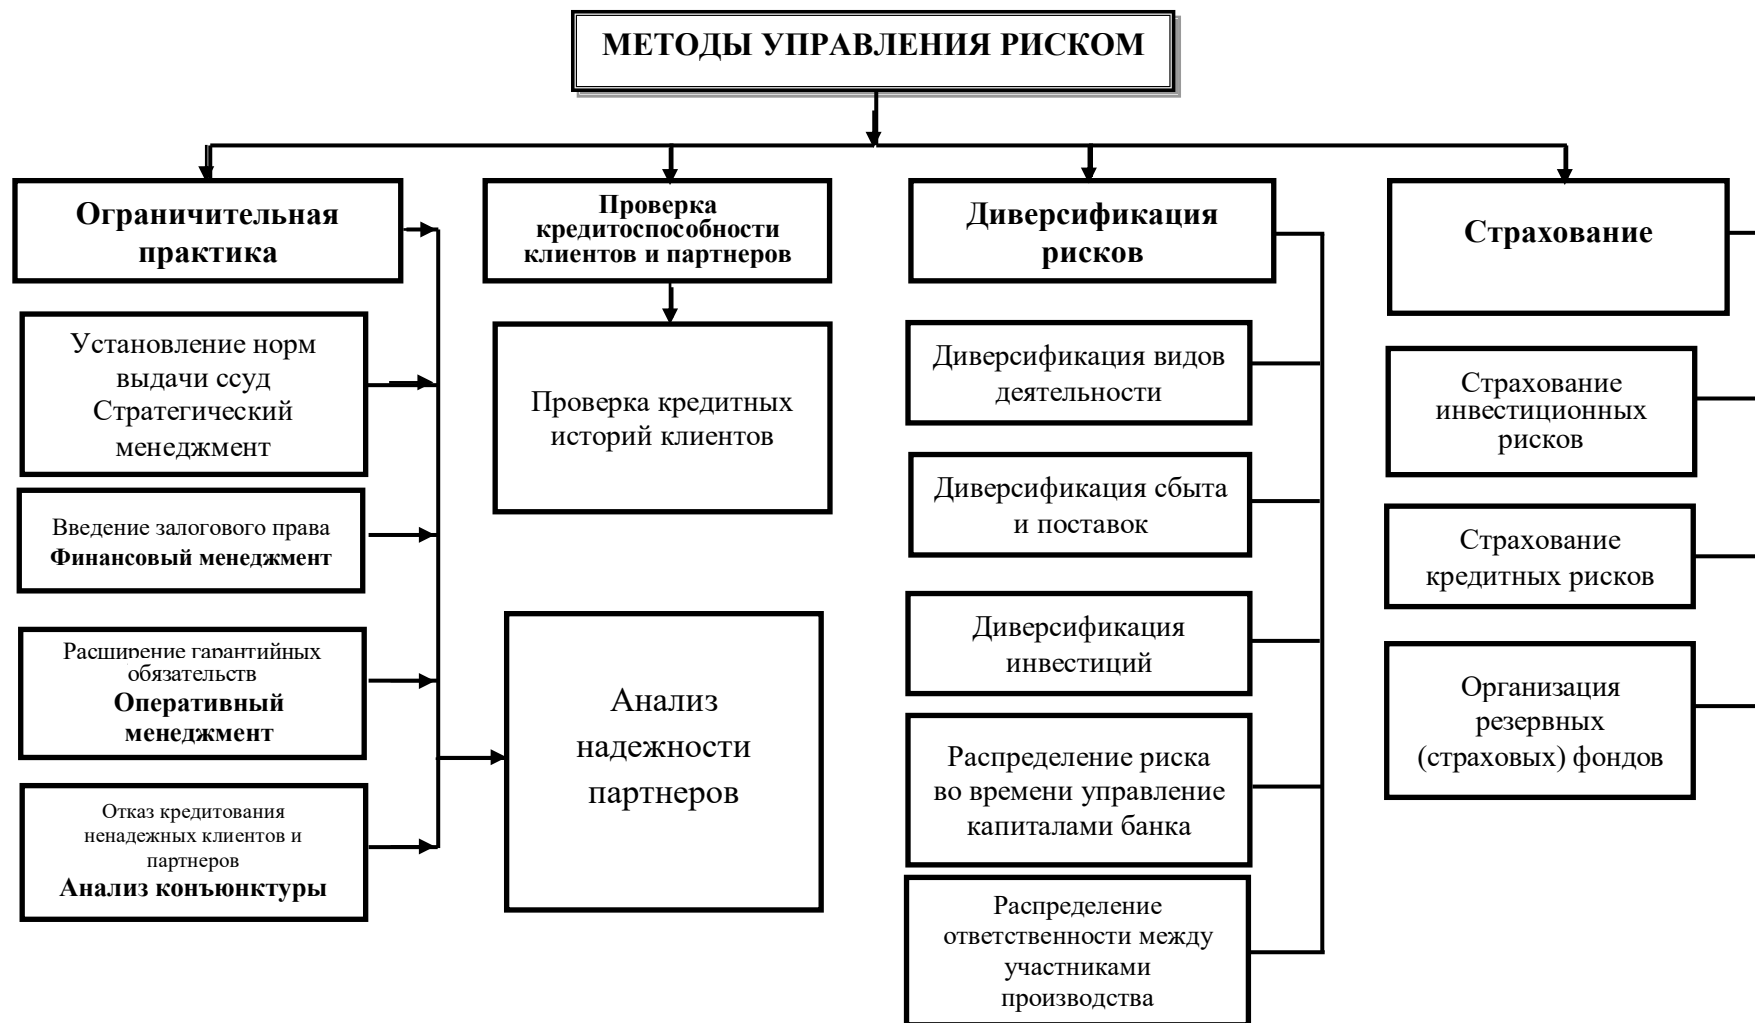 МЕТОДЫ УПРАВЛЕНИЯ РИСКОМ
Ограничительная
практика
Установление норм
выдачи ссуд
Стратегический
менеджмент
Введение залогового права
Финансовый менеджмент
Расширение гарантийных
обязательств
Оперативный
менеджмент
Отказ кредитования
ненадежных клиентов и
партнеров
Анализ конъюнктуры
Проверка
кредитоспособности
клиентов и партнеров
Проверка кредитных
историй клиентов
Анализ
надежности
партнеров
Диверсификация
рисков
Диверсификация видов
деятельности
Диверсификация сбыта
и поставок
Диверсификация
инвестиций
Распределение риска
во времени управление
капиталами банка
Распределение
ответственности между
участниками
производства
Страхование
Страхование
инвестиционных
рисков
Страхование
кредитных рисков
Организация
резервных
(страховых) фондов